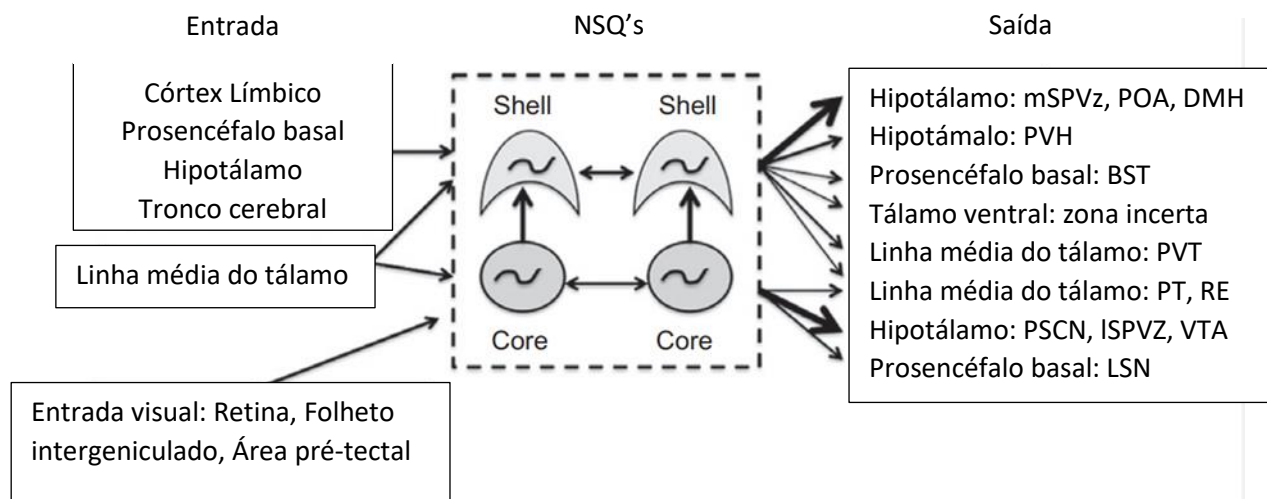 Entrada
NSQ’s
Saída
Córtex Límbico
Prosencéfalo basal
Hipotálamo
Tronco cerebral
Linha média do tálamo
Entrada visual: Retina, Folheto
intergeniculado, Área pré-tectal
Shell
Shell
Core
Core
Hipotálamo: mSPVz, POA, DMH
Hipotámalo: PVH
Prosencéfalo basal: BST
Tálamo ventral: zona incerta
Linha média do tálamo: PVT
Linha média do tálamo: PT, RE
Hipotálamo: PSCN, lSPVZ, VTA
Prosencéfalo basal: LSN